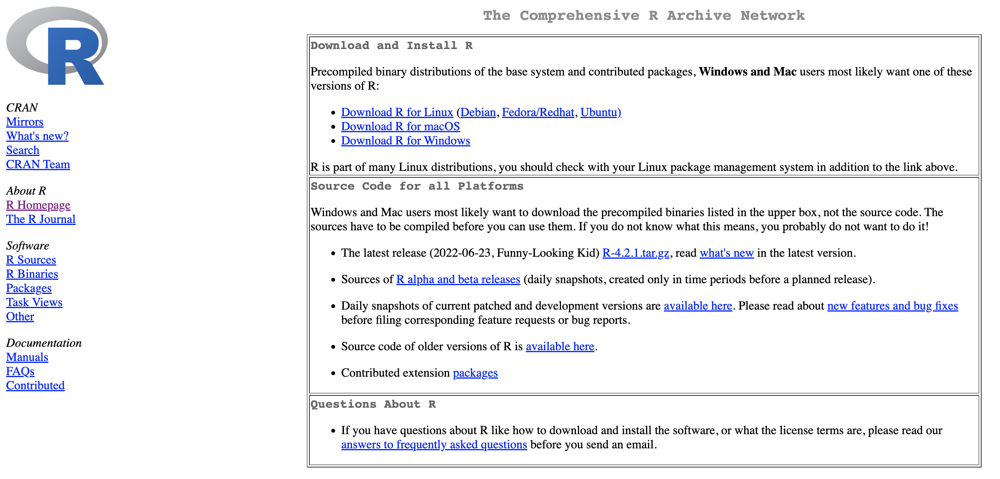 R
CRAN
Mirrors
What's new?
Search
CRAN Team
About R
R Homepage
The R Journal
Software
R Sources
R Binaries
Packages
Task Views
Other
Documentation
Manuals
FAQs
Contributed
The Comprehensive R Archive Network
Download and Install R
Precompiled binary distributions of the base system and contributed packages, Windows and Mac users most likely want one of these
versions of R:
• Download R for Linux (Debian, Fedora/Redhat, Ubuntu)
• Download R for macOS
• Download R for Windows
R is part of many Linux distributions, you should check with your Linux package management system in addition to the link above.
Source Code for all Platforms
Windows and Mac users most likely want to download the precompiled binaries listed in the upper box, not the source code. The
sources have to be compiled before you can use them. If you do not know what this means, you probably do not want to do it!
• The latest release (2022-06-23, Funny-Looking Kid) R-4.2.1.tar.gz, read what's new in the latest version.
• Sources of R alpha and beta releases (daily snapshots, created only in time periods before a planned release).
• Daily snapshots of current patched and development versions are available here. Please read about new features and bug fixes
before filing corresponding feature requests or bug reports.
• Source code of older versions of R is available here.
• Contributed extension packages
Questions About R
• If you have questions about R like how to download and install the software, or what the license terms are, please read our
answers to frequently asked questions before you send an email.